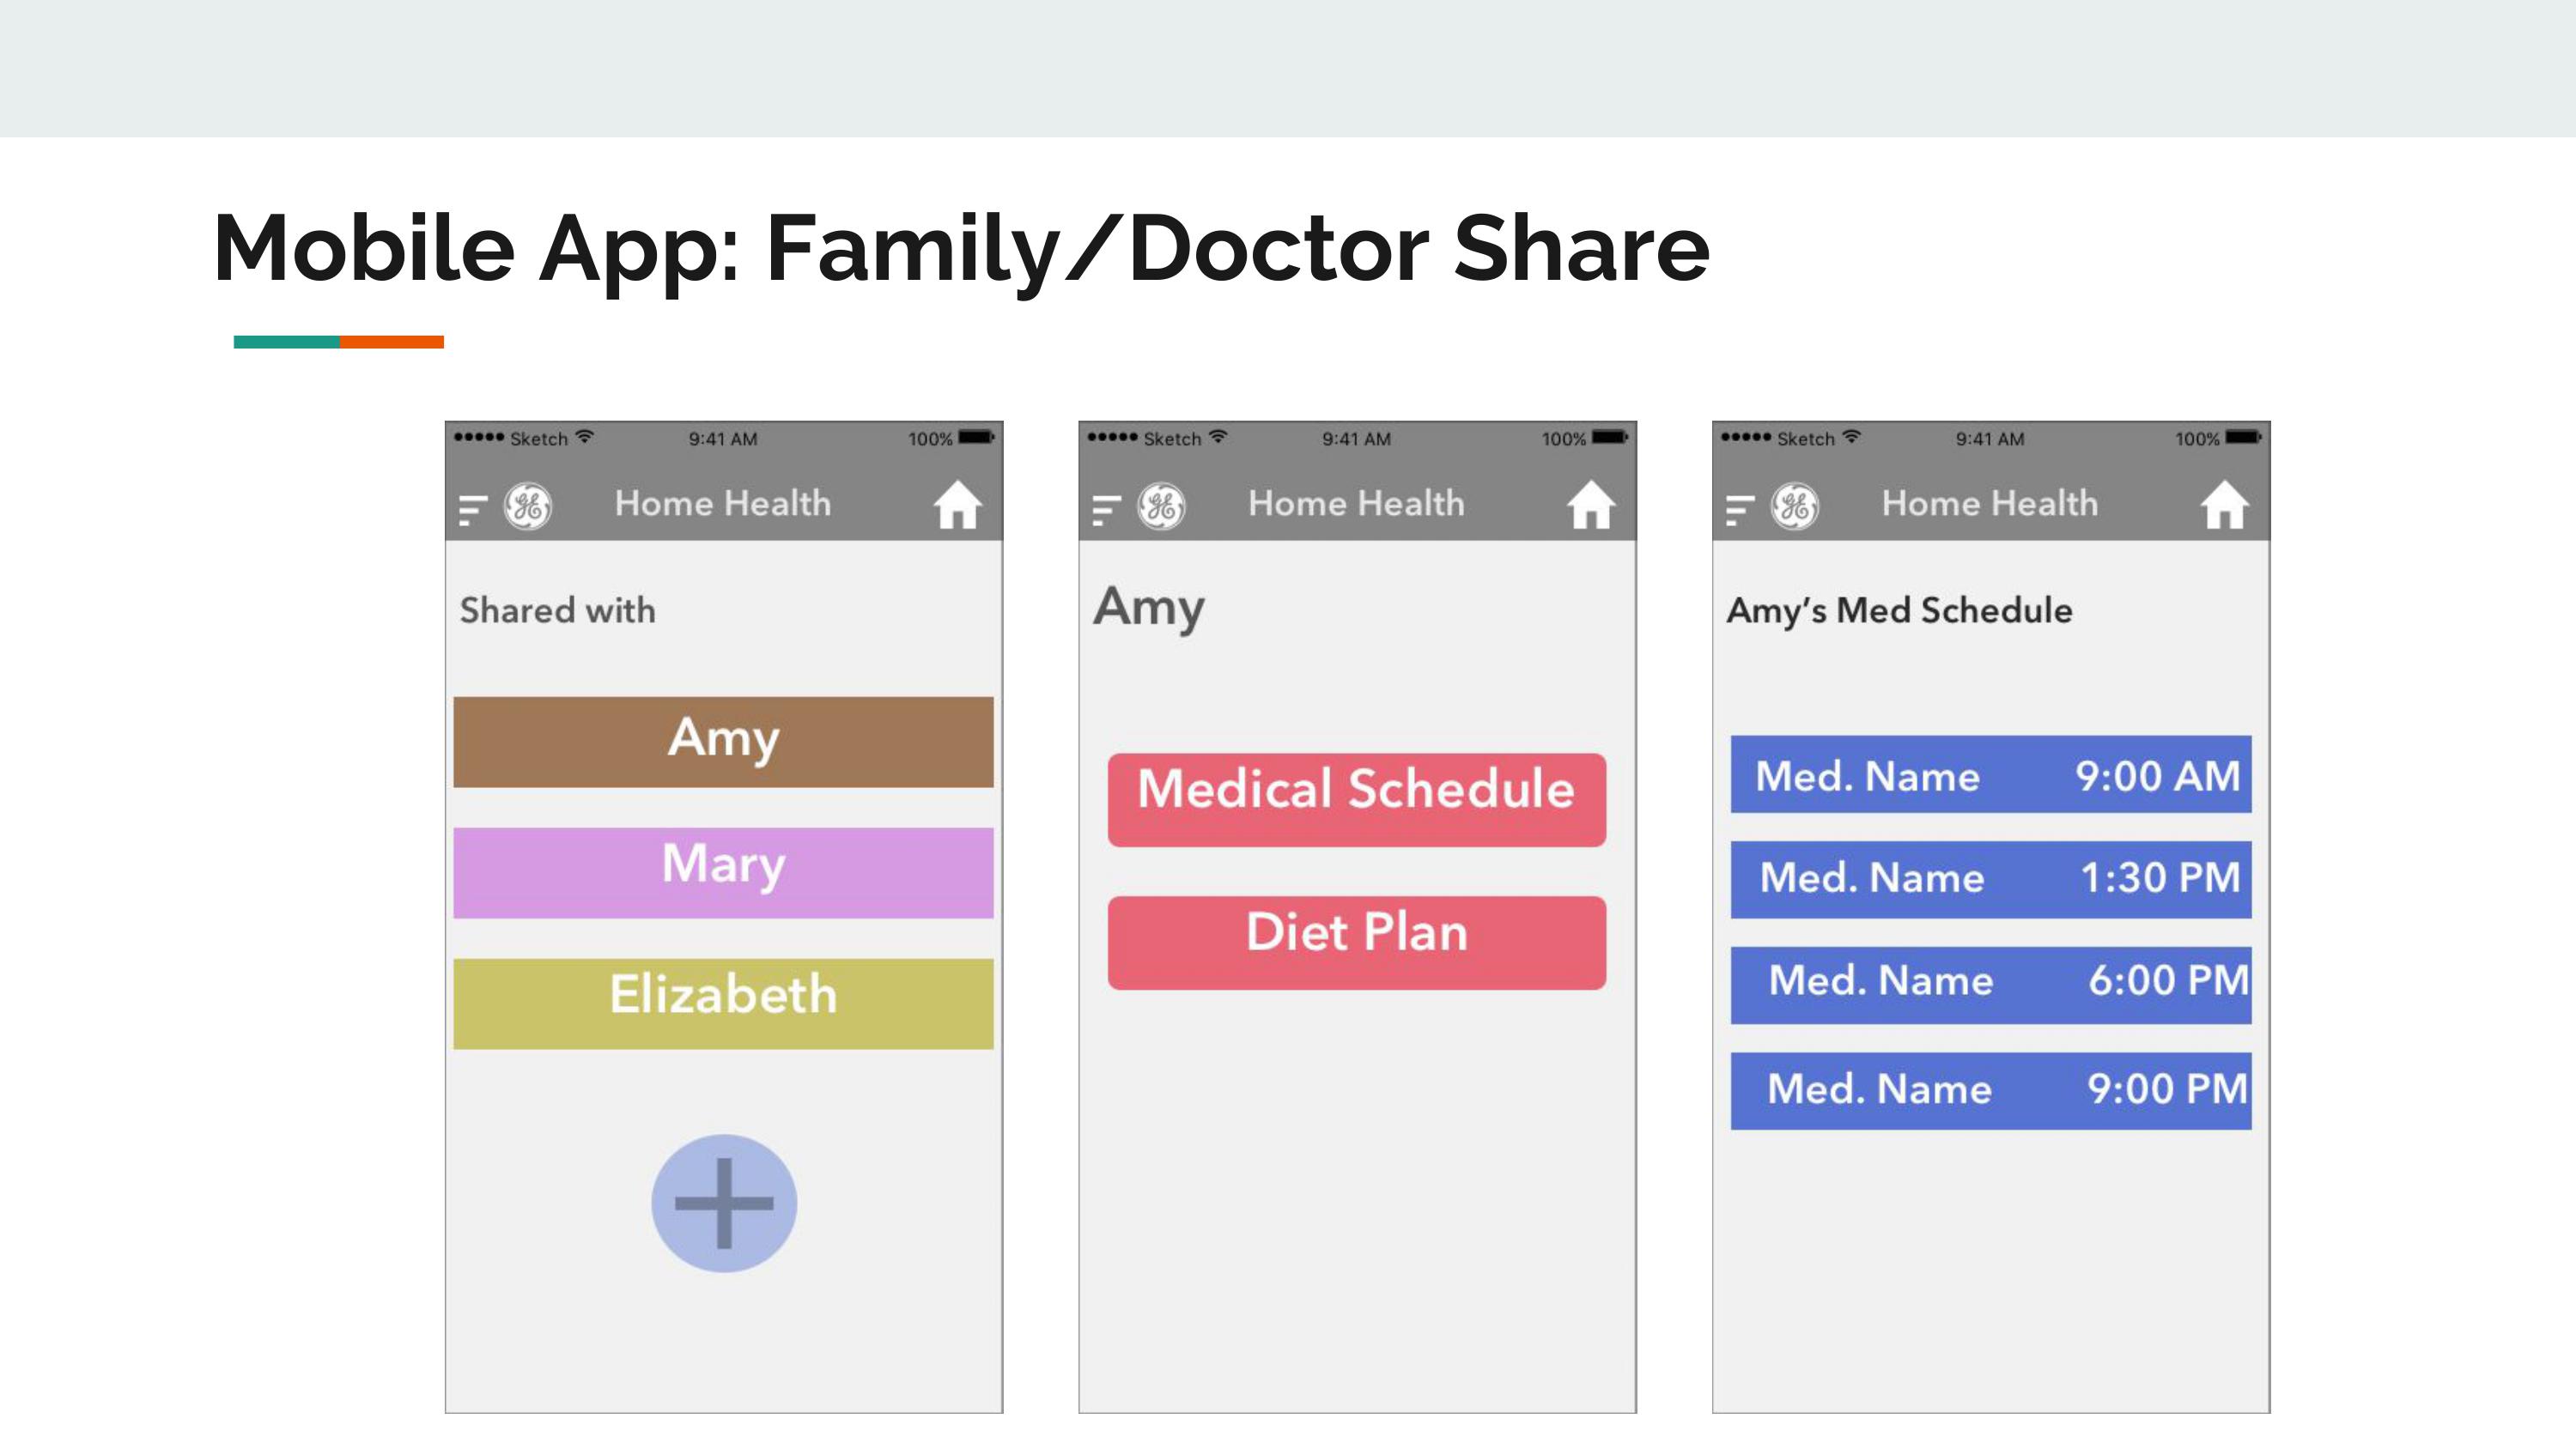 Mobile App: Family/Doctor Share
Sketch 9:41 AM 100%
GE Home Health
Shared with
Amy
Mary
Elizabeth
Sketch 9:41 AM 100%
GE Home Health
Amy
Medical Schedule
Diet Plan
Sketch 9:41 AM 100%
GE Home Health
Amy's Med Schedule
Med. Name 9:00 AM
Med. Name 1:30 PM
Med. Name 6:00 PM
Med. Name 9:00 PM